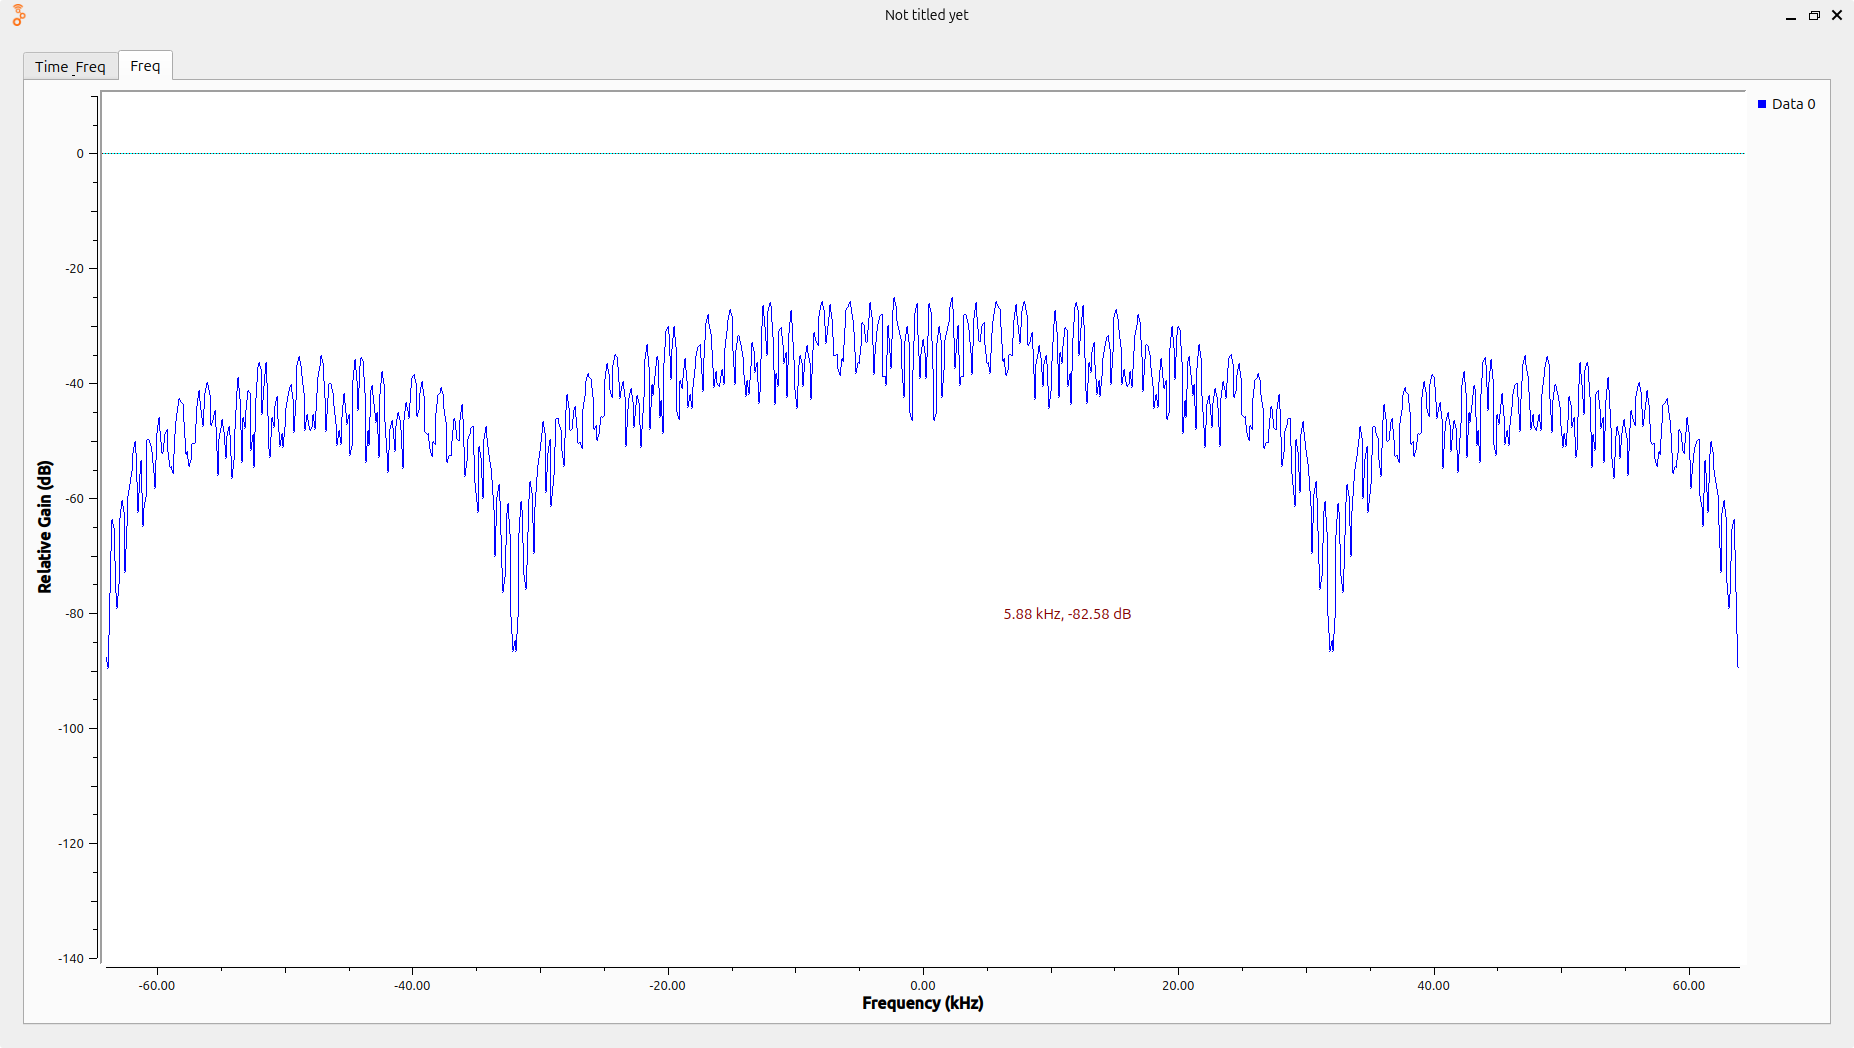 Not titled yet
Time_Freq
Freq
Data 0
0
-20
-40
-60
-80
-100
-120
-140
Relative Gain (dB)
5.88 kHz, -82.58 dB
-60.00
-40.00
-20.00
0.00
20.00
40.00
60.00
Frequency (kHz)